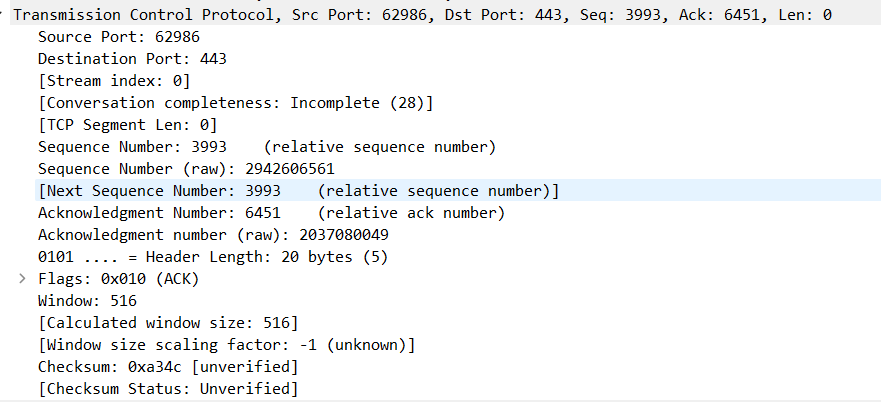 Transmission Control Protocol, Src Port: 62986, Dst Port: 443, Seq: 3993, Ack: 6451, Len: 0
Source Port: 62986
Destination Port: 443
[Stream index: 0]
[Conversation completeness: Incomplete (28)]
[TCP Segment Len: 0]
Sequence Number: 3993    (relative sequence number)
Sequence Number (raw): 2942606561
[Next Sequence Number: 3993    (relative sequence number)]
Acknowledgment Number: 6451    (relative ack number)
Acknowledgment number (raw): 2037080049
0101 .... = Header Length: 20 bytes (5)
Flags: 0x010 (ACK)
Window: 516
[Calculated window size: 516]
[Window size scaling factor: -1 (unknown)]
Checksum: 0xa34c [unverified]
[Checksum Status: Unverified]